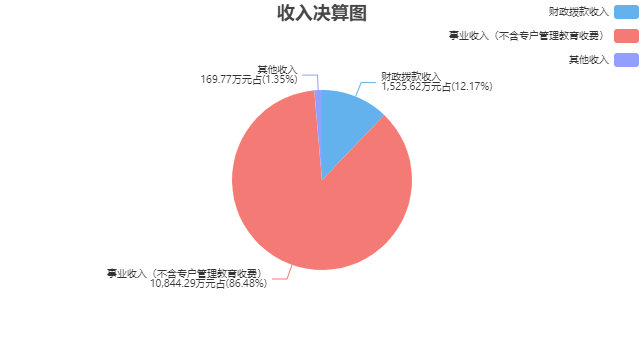 收入决算图
财政拨款收入
事业收入（不含专户管理教育收费）
其他收入
其他收入
169.77万元占(1.35%)
财政拨款收入
1,525.62万元占(12.17%)
事业收入（不含专户管理教育收费）
10,844.29万元占(86.48%)